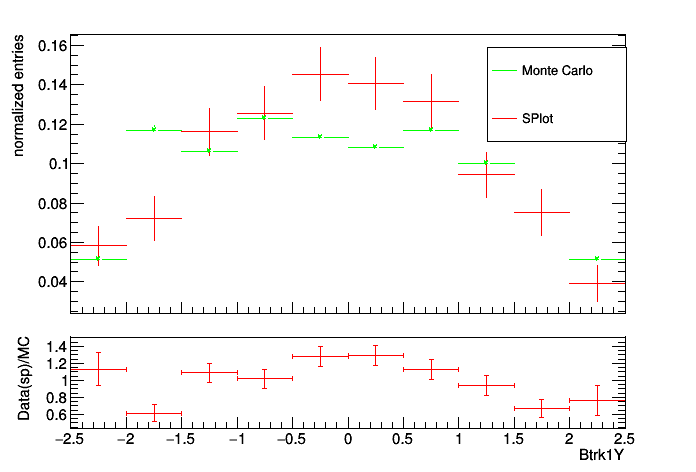 normalized entries
0.16
0.14
0.12
0.1
0.08
0.06
0.04
Monte Carlo
SPlot
Data(sp)/MC
1.4
1.2
1
0.8
0.6
−2.5 −2 −1.5 −1 −0.5 0 0.5 1 1.5 2 2.5
Btrk1Y